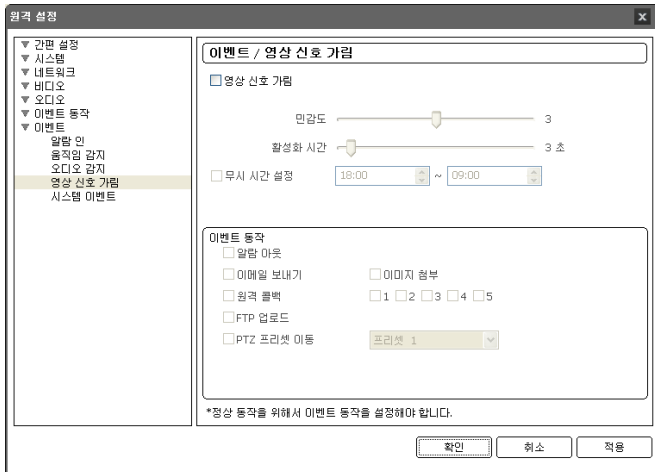 원격 설정
▼ 간편 설정
▼ 시스템
▼ 네트워크
▼ 비디오
▼ 오디오
▼ 이벤트 동작
▼ 이벤트
알람 인
움직임 감지
오디오 감지
영상 신호 가림
시스템 이벤트
이벤트 / 영상 신호 가림
영상 신호 가림
민감도 3
활성화 시간 3 초
무시 시간 설정 18:00 ~ 09:00
이벤트 동작
알람 아웃
이메일 보내기 이미지 첨부
원격 콜백 1 2 3 4 5
FTP 업로드
PTZ 프리셋 이동 프리셋 1
*정상 동작을 위해서 이벤트 동작을 설정해야 합니다.
확인 취소 적용